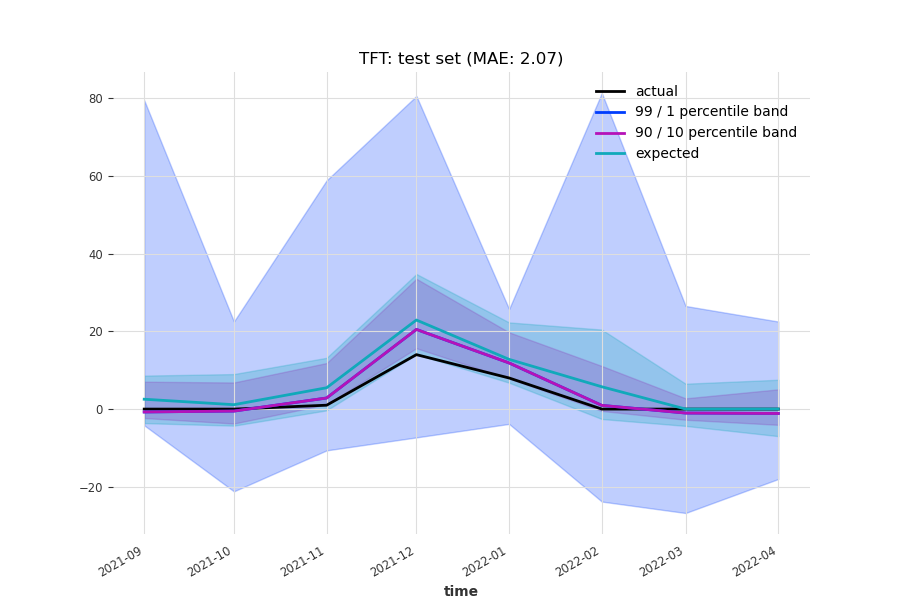 TFT: test set (MAE: 2.07)
actual
99 / 1 percentile band
90 / 10 percentile band
expected
80
60
40
20
0
−20
2021-09
2021-10
2021-11
2021-12
2022-01
2022-02
2022-03
2022-04
time